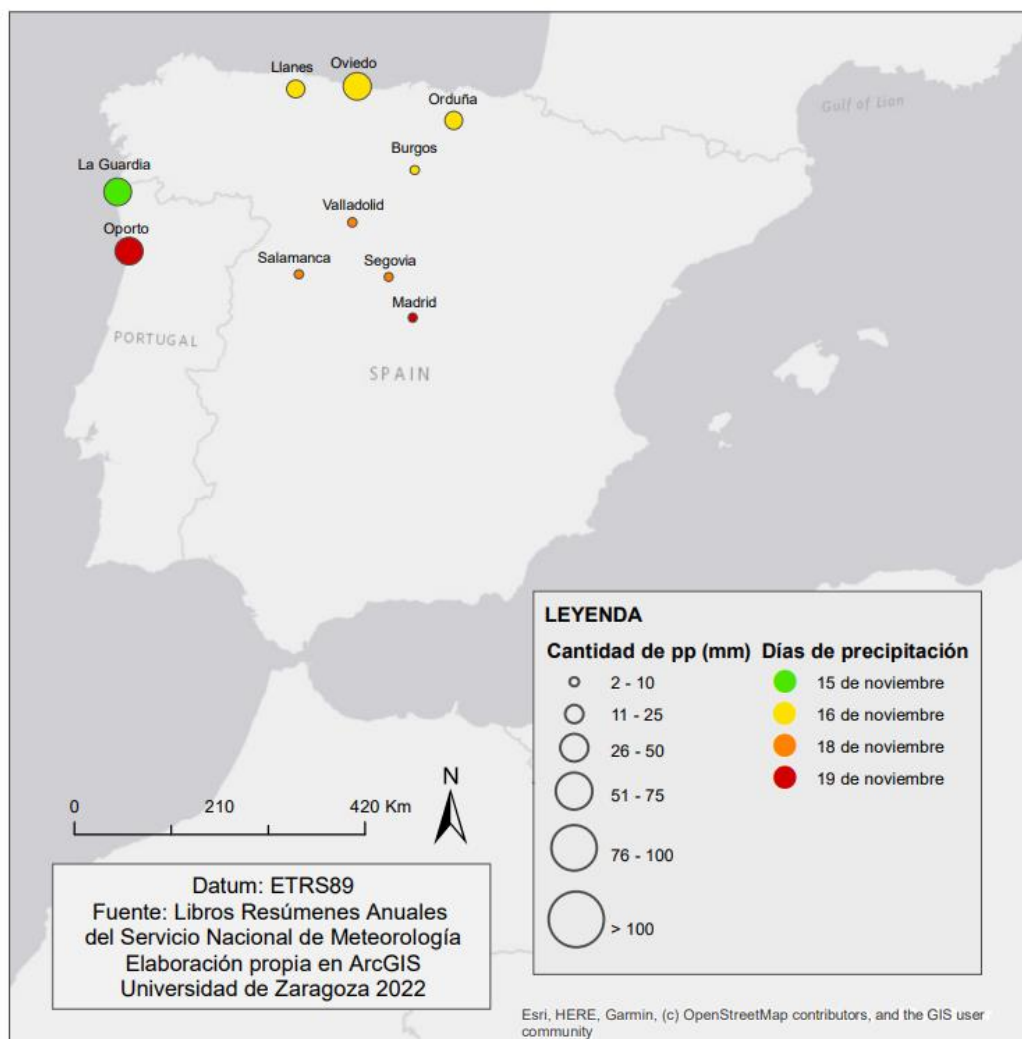 Llanes
Oviedo
Orduña
Burgos
La Guardia
Valladolid
Oporto
Salamanca
Segovia
Madrid
PORTUGAL
SPAIN
Gulf of Lion
LEYENDA
Cantidad de pp (mm)
2 - 10
11 - 25
26 - 50
51 - 75
76 - 100
> 100
Días de precipitación
15 de noviembre
16 de noviembre
18 de noviembre
19 de noviembre
0 210 420 Km
N
Datum: ETRS89
Fuente: Libros Resúmenes Anuales
del Servicio Nacional de Meteorología
Elaboración propia en ArcGIS
Universidad de Zaragoza 2022
Esri, HERE, Garmin, (c) OpenStreetMap contributors, and the GIS user
community